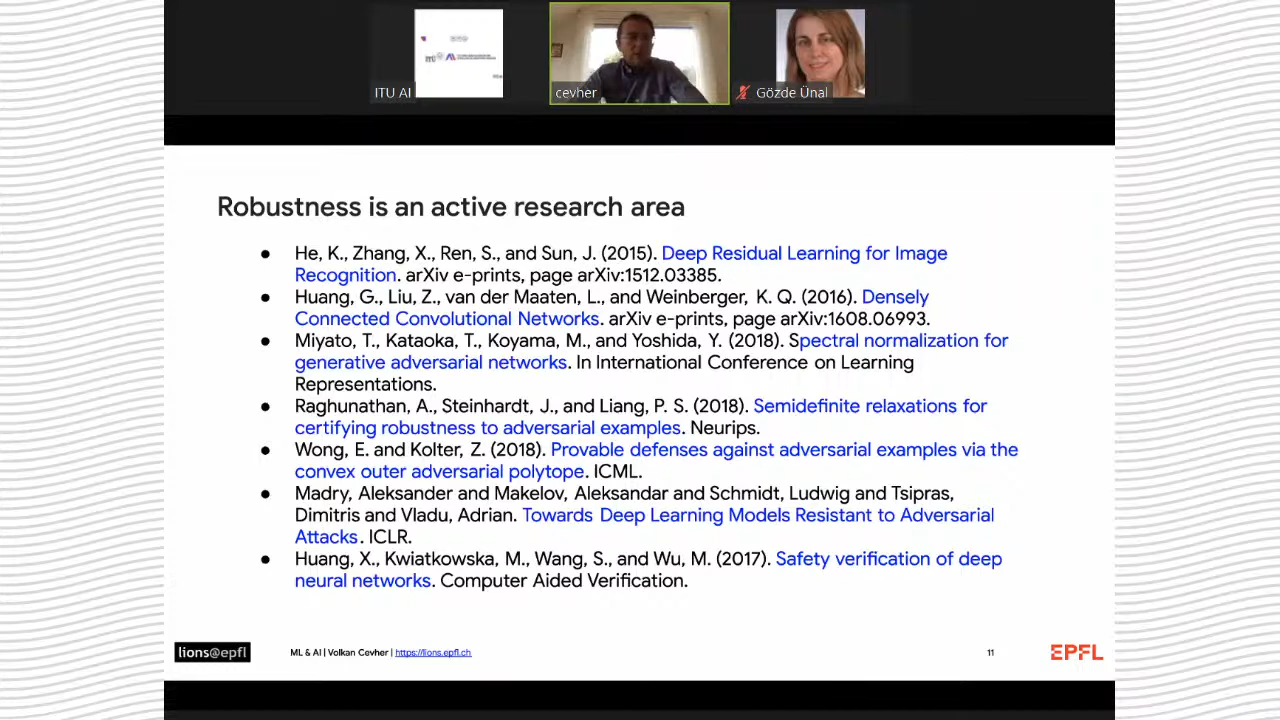 ITU AI
cevher
Gözde Ünal
Robustness is an active research area
● He, K., Zhang, X., Ren, S., and Sun, J. (2015). Deep Residual Learning for Image
Recognition. arXiv e-prints, page arXiv:1512.03385.
● Huang, G., Liu, Z., van der Maaten, L., and Weinberger, K. Q. (2016). Densely
Connected Convolutional Networks. arXiv e-prints, page arXiv:1608.06993.
● Miyato, T., Kataoka, T., Koyama, M., and Yoshida, Y. (2018). Spectral normalization for
generative adversarial networks. In International Conference on Learning
Representations.
● Raghunathan, A., Steinhardt, J., and Liang, P. S. (2018). Semidefinite relaxations for
certifying robustness to adversarial examples. Neurips.
● Wong, E. and Kolter, Z. (2018). Provable defenses against adversarial examples via the
convex outer adversarial polytope. ICML.
● Madry, Aleksander and Makelov, Aleksandar and Schmidt, Ludwig and Tsipras,
Dimitris and Vladu, Adrian. Towards Deep Learning Models Resistant to Adversarial
Attacks. ICLR.
● Huang, X., Kwiatkowska, M., Wang, S., and Wu, M. (2017). Safety verification of deep
neural networks. Computer Aided Verification.
lions@epfl
ML & AI | Volkan Cevher | https://lions.epfl.ch
11
EPFL